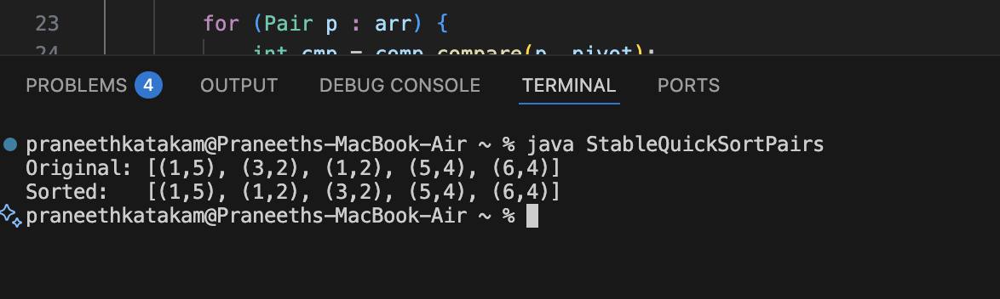 23 for (Pair p : arr) {
24 int cmp = comp.compare(p, pivot);
PROBLEMS 4 OUTPUT DEBUG CONSOLE TERMINAL PORTS
praneethkatakam@Praneeths-MacBook-Air ~ % java StableQuickSortPairs
Original: [(1,5), (3,2), (1,2), (5,4), (6,4)]
Sorted:   [(1,5), (1,2), (3,2), (5,4), (6,4)]
praneethkatakam@Praneeths-MacBook-Air ~ %